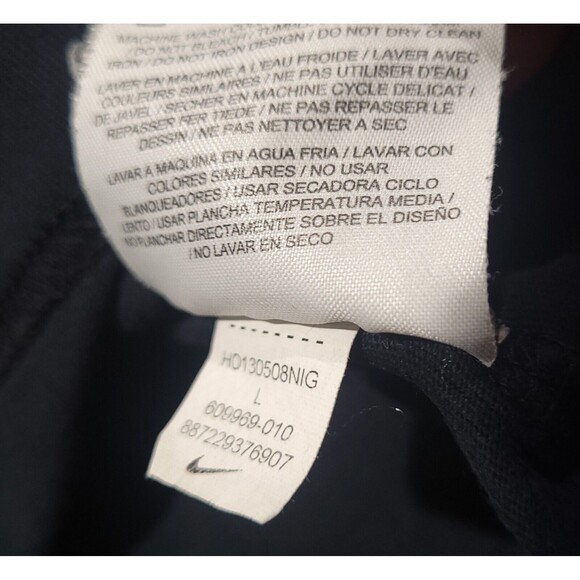 MACHINE WASH COLD
/ DO NOT BLEACH / TUMBLE / DO NOT DRY CLEAN
IRON / DO NOT IRON DESIGN /
LAVER EN MACHINE À L'EAU FROIDE / LAVER AVEC
COULEURS SIMILAIRES / NE PAS UTILISER D'EAU
DE JAVEL / SECHER EN MACHINE CYCLE DELICAT /
REPASSER FER TIEDE / NE PAS REPASSER LE
DESSIN / NE PAS NETTOYER A SEC
LAVAR A MAQUINA EN AGUA FRIA / LAVAR CON
COLORES SIMILARES / NO USAR
BLANQUEADORES / USAR SECADORA CICLO
LENTO / USAR PLANCHA TEMPERATURA MEDIA /
NO PLANCHAR DIRECTAMENTE SOBRE EL DISEÑO
/ NO LAVAR EN SECO
HO130508NIG
L
609969-010
887229376907